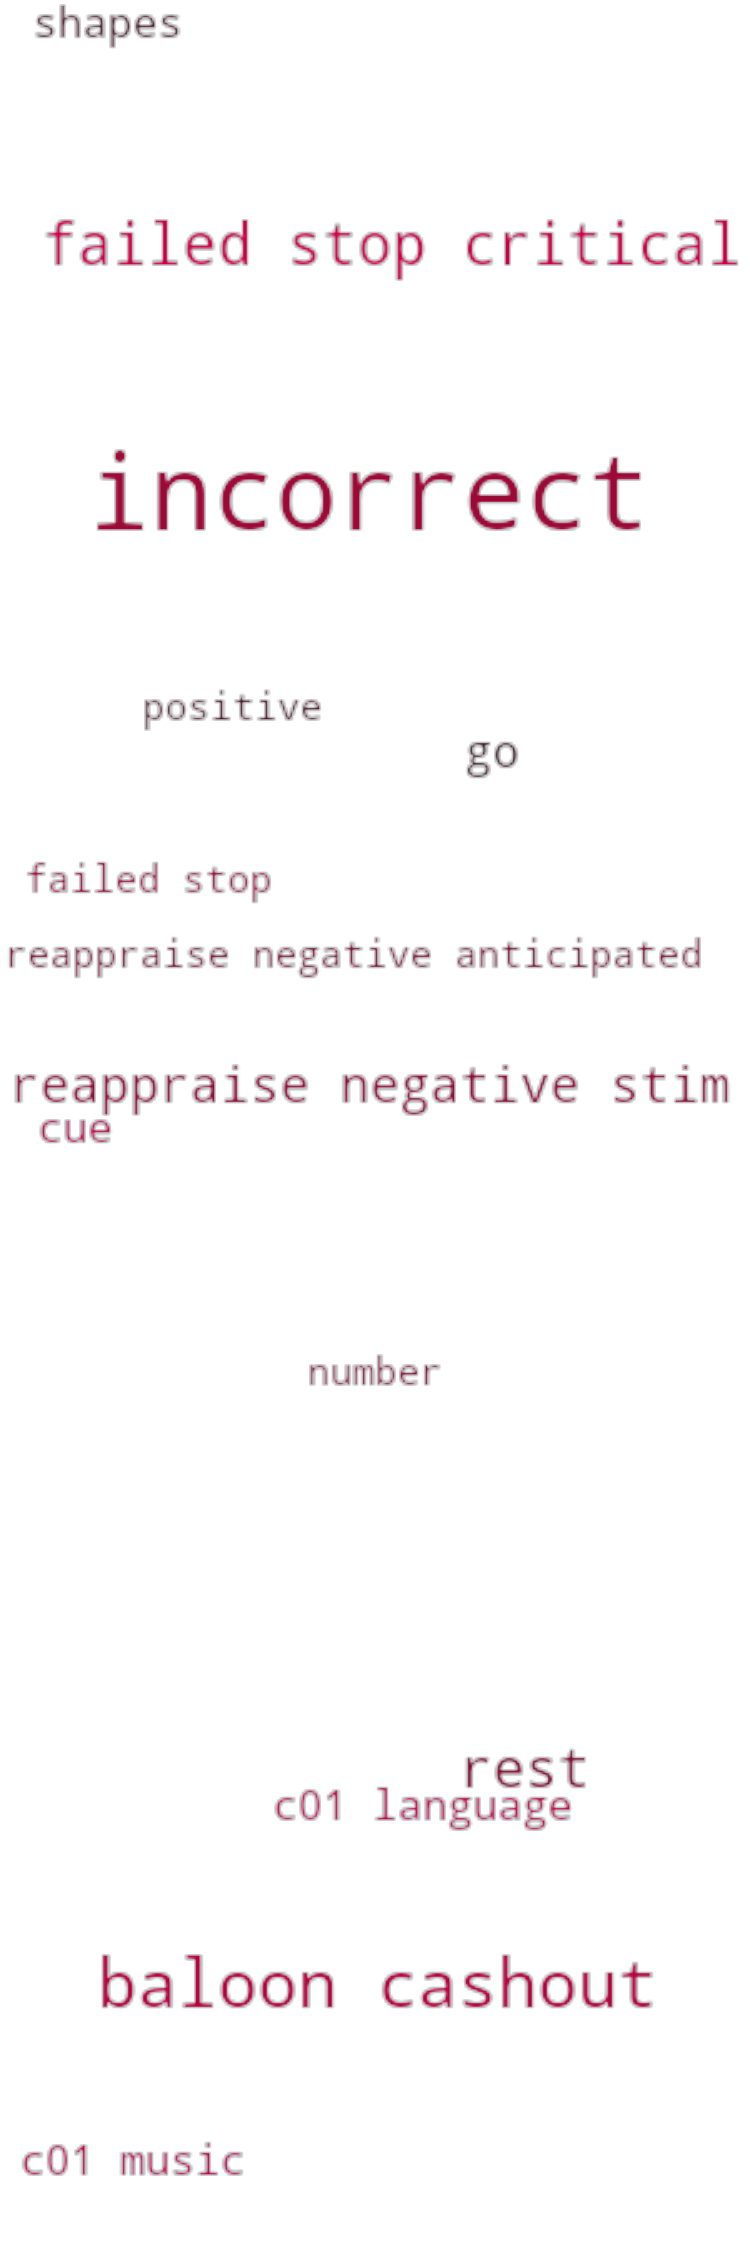 shapes
failed stop critical
incorrect
positive
go
failed stop
reappraise negative anticipated
reappraise negative stim
cue
number
rest
c01 language
baloon cashout
c01 music